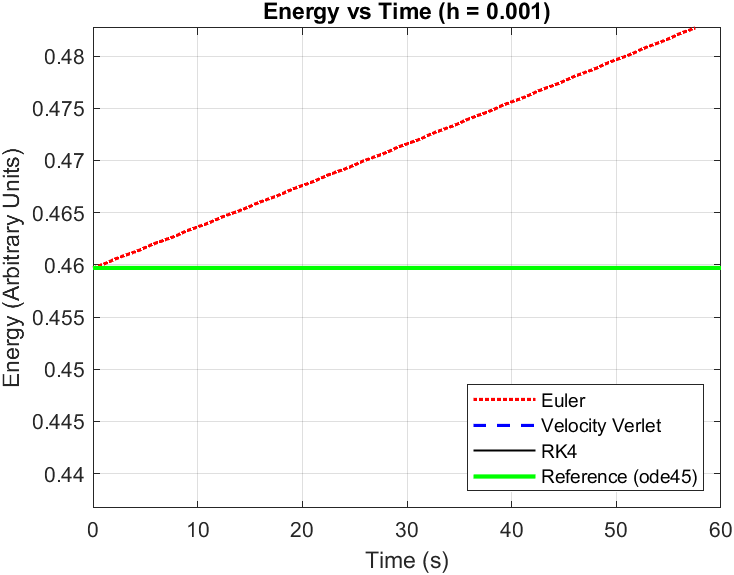 Energy vs Time (h = 0.001)
Energy (Arbitrary Units)
0.48
0.475
0.47
0.465
0.46
0.455
0.45
0.445
0.44
Euler
Velocity Verlet
RK4
Reference (ode45)
0 10 20 30 40 50 60
Time (s)